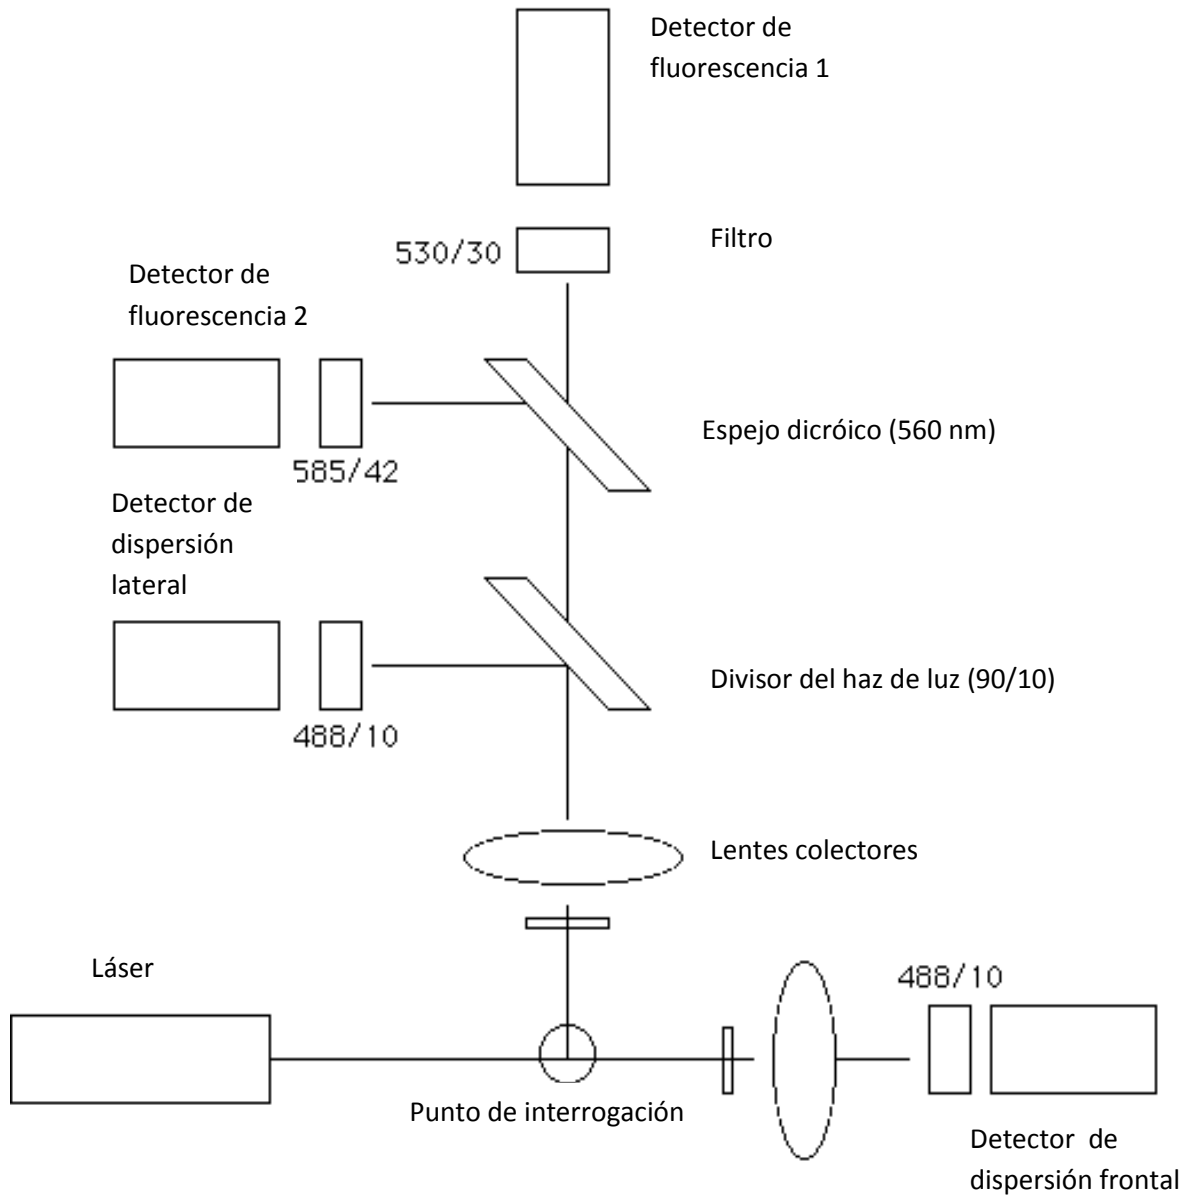 Detector de
fluorescencia 1
Filtro
530/30
Detector de
fluorescencia 2
585/42
Espejo dicróico (560 nm)
Detector de
dispersión
lateral
488/10
Divisor del haz de luz (90/10)
Lentes colectores
Láser
488/10
Punto de interrogación
Detector de
dispersión frontal